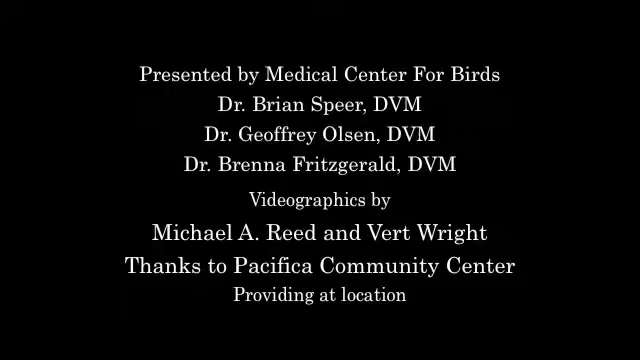 Presented by Medical Center For Birds
Dr. Brian Speer, DVM
Dr. Geoffrey Olsen, DVM
Dr. Brenna Fritzgerald, DVM
Videographics by
Michael A. Reed and Vert Wright
Thanks to Pacifica Community Center
Providing at location